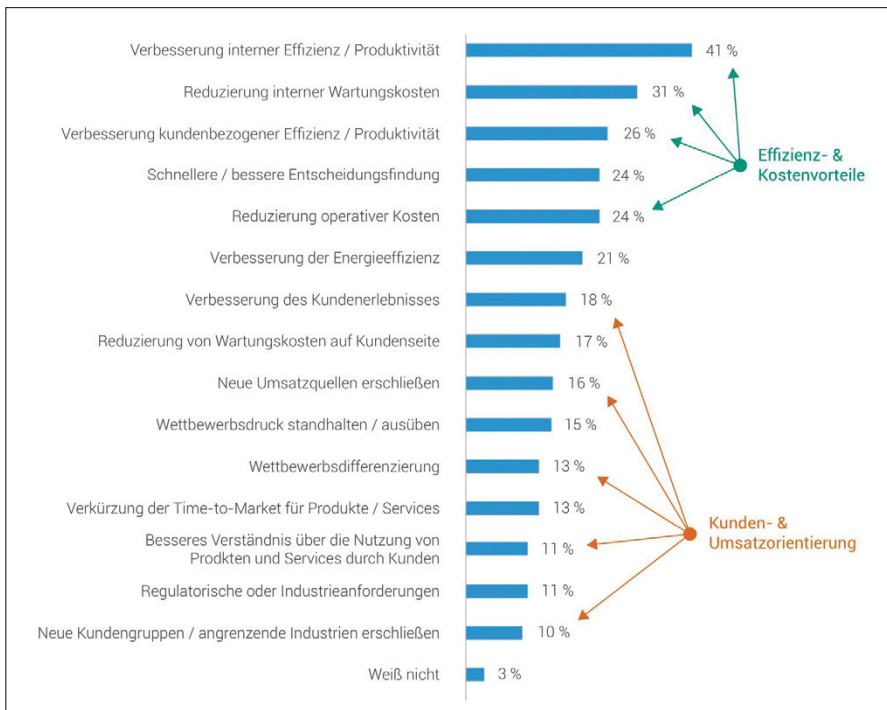 Verbesserung interner Effizienz / Produktivität 41 %
Reduzierung interner Wartungskosten 31 %
Verbesserung kundenbezogener Effizienz / Produktivität 26 %
Effizienz- &
Kostenvorteile
Schnellere / bessere Entscheidungsfindung 24 %
Reduzierung operativer Kosten 24 %
Verbesserung der Energieeffizienz 21 %
Verbesserung des Kundenerlebnisses 18 %
Reduzierung von Wartungskosten auf Kundenseite 17 %
Neue Umsatzquellen erschließen 16 %
Wettbewerbsdruck standhalten / ausüben 15 %
Wettbewerbsdifferenzierung 13 %
Verkürzung der Time-to-Market für Produkte / Services 13 %
Kunden- &
Umsatzorientierung
Besseres Verständnis über die Nutzung von
Prodkten und Services durch Kunden 11 %
Regulatorische oder Industrieanforderungen 11 %
Neue Kundengruppen / angrenzende Industrien erschließen 10 %
Weiß nicht 3 %